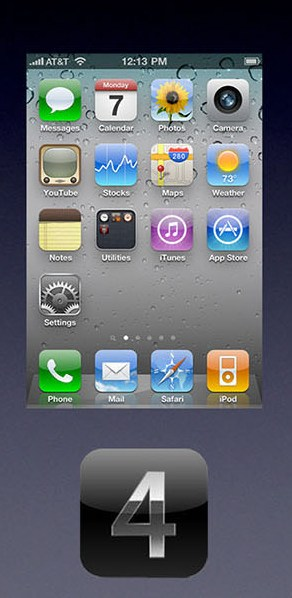 AT&T 12:13 PM
Monday
7
280
73°
Messages Calendar Photos Camera
YouTube Stocks Maps Weather
Notes Utilities iTunes App Store
Settings
Phone Mail Safari iPod
4